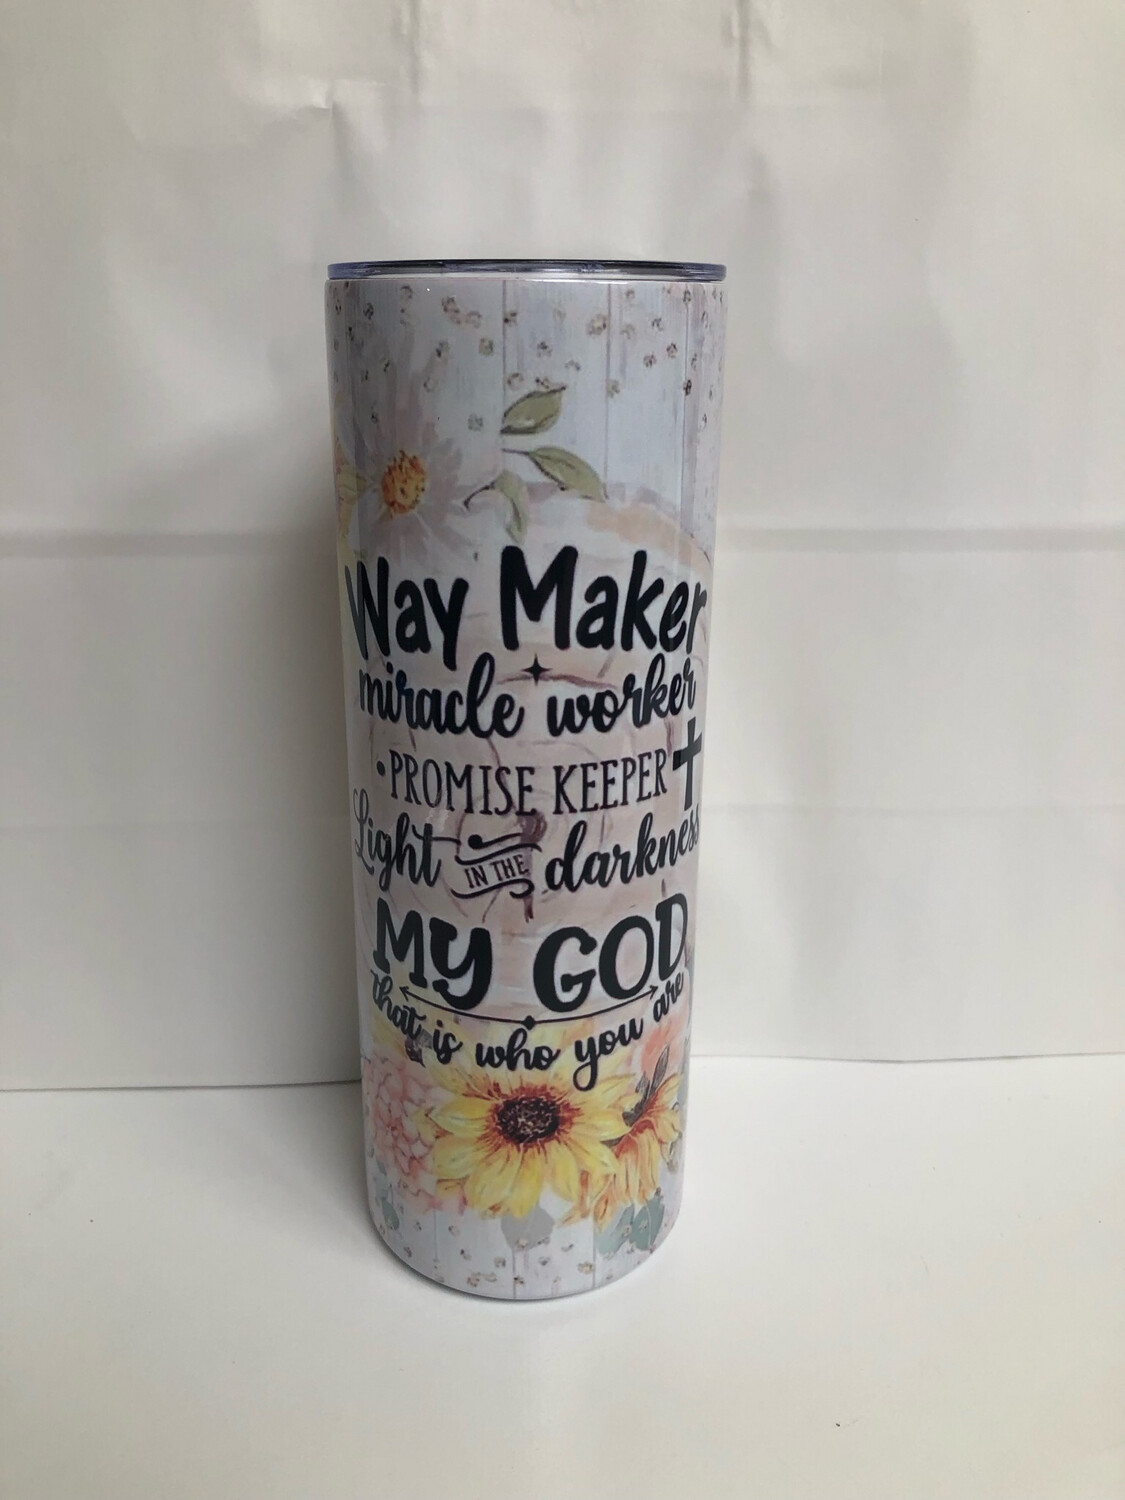 Way Maker
miracle worker
PROMISE KEEPER
Light IN THE darkness
MY GOD
that is who you are